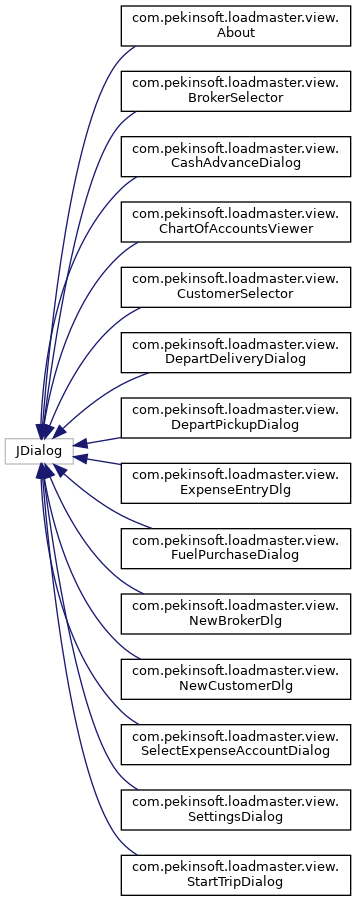 com.pekinsoft.loadmaster.view.
About
com.pekinsoft.loadmaster.view.
BrokerSelector
com.pekinsoft.loadmaster.view.
CashAdvanceDialog
com.pekinsoft.loadmaster.view.
ChartOfAccountsViewer
com.pekinsoft.loadmaster.view.
CustomerSelector
com.pekinsoft.loadmaster.view.
DepartDeliveryDialog
com.pekinsoft.loadmaster.view.
DepartPickupDialog
JDialog
com.pekinsoft.loadmaster.view.
ExpenseEntryDlg
com.pekinsoft.loadmaster.view.
FuelPurchaseDialog
com.pekinsoft.loadmaster.view.
NewBrokerDlg
com.pekinsoft.loadmaster.view.
NewCustomerDlg
com.pekinsoft.loadmaster.view.
SelectExpenseAccountDialog
com.pekinsoft.loadmaster.view.
SettingsDialog
com.pekinsoft.loadmaster.view.
StartTripDialog